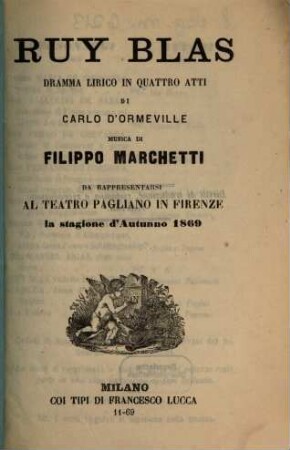 RUY BLAS
DRAMMA LIRICO IN QUATTRO ATTI
DI
CARLO D'ORMEVILLE
MUSICA DI
FILIPPO MARCHETTI
DA RAPPRESENTARSI
AL TEATRO PAGLIANO IN FIRENZE
la stagione d'Autunno 1869
MILANO
COI TIPI DI FRANCESCO LUCCA
11-69